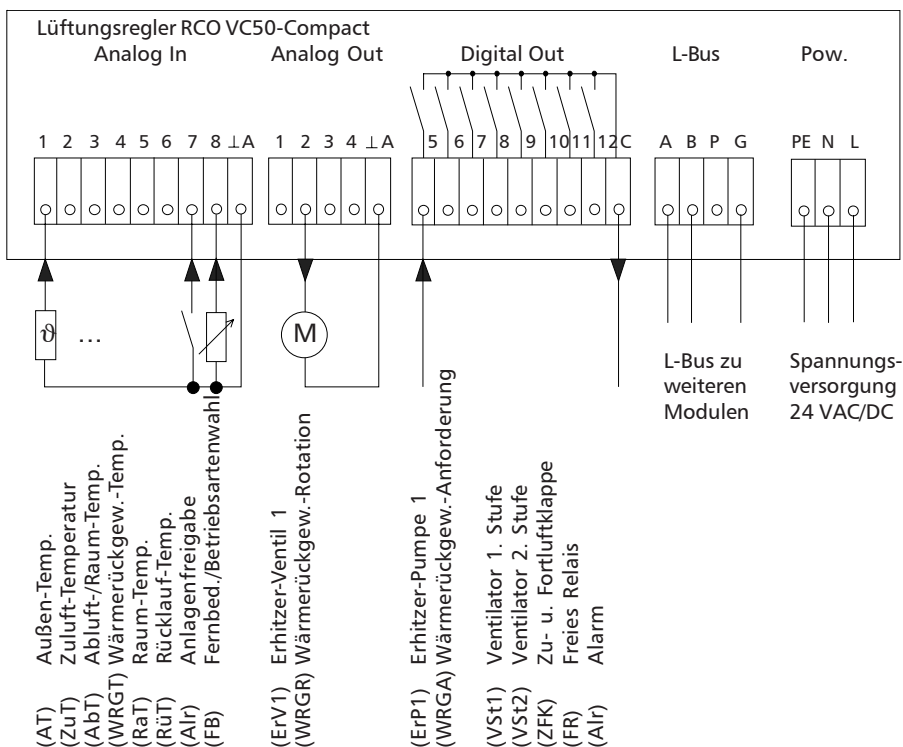 Lüftungsregler RCO VC50-Compact
Analog In
Analog Out
Digital Out
L-Bus
Pow.
1 2 3 4 5 6 7 8 ⊥ A
1 2 3 4 ⊥ A
5 6 7 8 9 10 11 12 C
A B P G
PE N L
ϑ ...
M
L-Bus zu
weiteren
Modulen
Spannungs-
versorgung
24 VAC/DC
(AT) Außen-Temp.
(ZuT) Zuluft-Temperatur
(AbT) Abluft-/Raum-Temp.
(WRGT) Wärmerückgew.-Temp.
(RaT) Raum-Temp.
(RüT) Rücklauf-Temp.
(Alr) Anlagenfreigabe
(FB) Fernbed./Betriebsartenwahl
(ErV1) Erhitzer-Ventil 1
(WRGR) Wärmerückgew.-Rotation
(ErP1) Erhitzer-Pumpe 1
(WRGA) Wärmerückgew.-Anforderung
(VSt1) Ventilator 1. Stufe
(VSt2) Ventilator 2. Stufe
(ZFK) Zu- u. Fortluftklappe
(FR) Freies Relais
(Alr) Alarm